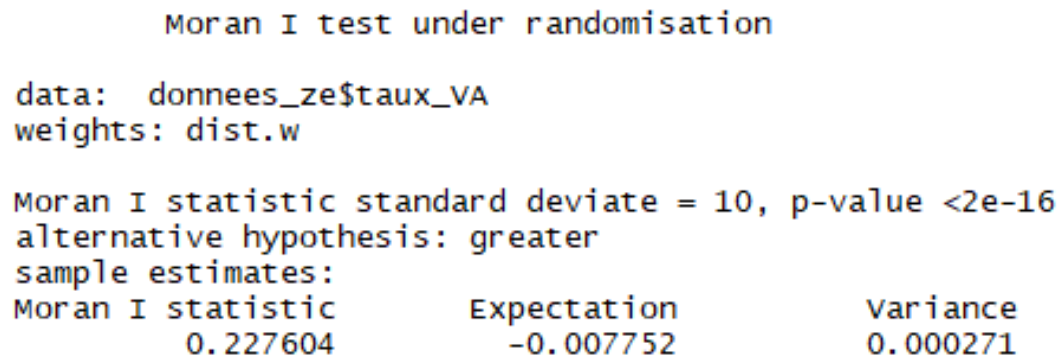 Moran I test under randomisation
data: donnees_ze$taux_VA
weights: dist.w
Moran I statistic standard deviate = 10, p-value <2e-16
alternative hypothesis: greater
sample estimates:
Moran I statistic Expectation Variance
0.227604 -0.007752 0.000271